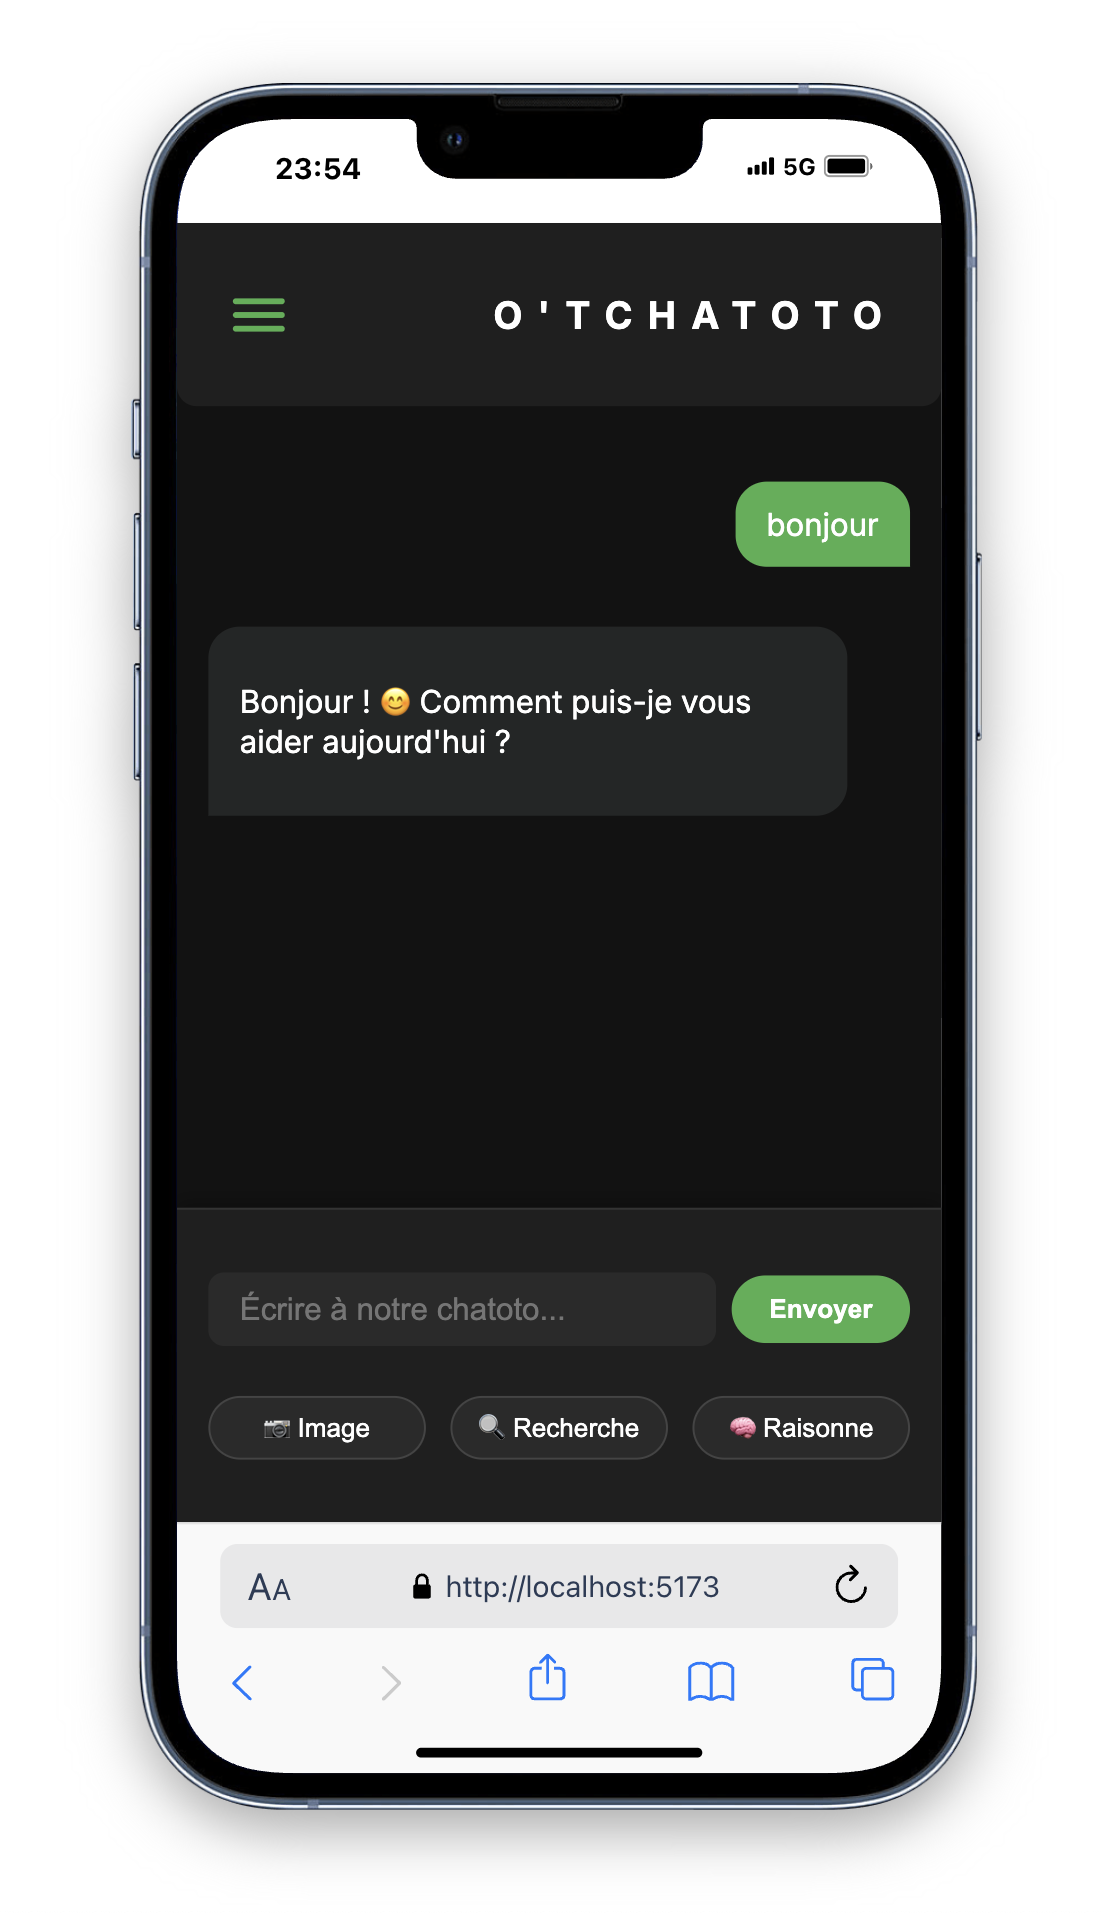 23:54
5G
O'TCHATOTO
bonjour
Bonjour ! 😊 Comment puis-je vous
aider aujourd'hui ?
Écrire à notre chatoto...
Envoyer
📷 Image
🔍 Recherche
🧠 Raisonne
AA
http://localhost:5173